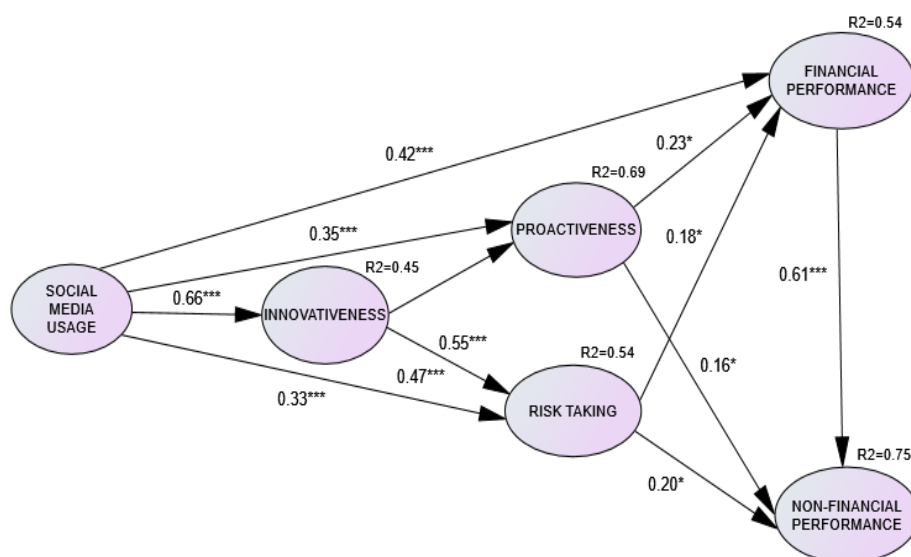 R2=0.54
FINANCIAL
PERFORMANCE
0.42***
0.23*
R2=0.69
PROACTIVENESS
0.35***
0.18*
R2=0.45
SOCIAL
MEDIA
USAGE
0.66***
INNOVATIVENESS
0.61***
0.55***
R2=0.54
0.47***
0.16*
0.33***
RISK TAKING
R2=0.75
0.20*
NON-FINANCIAL
PERFORMANCE